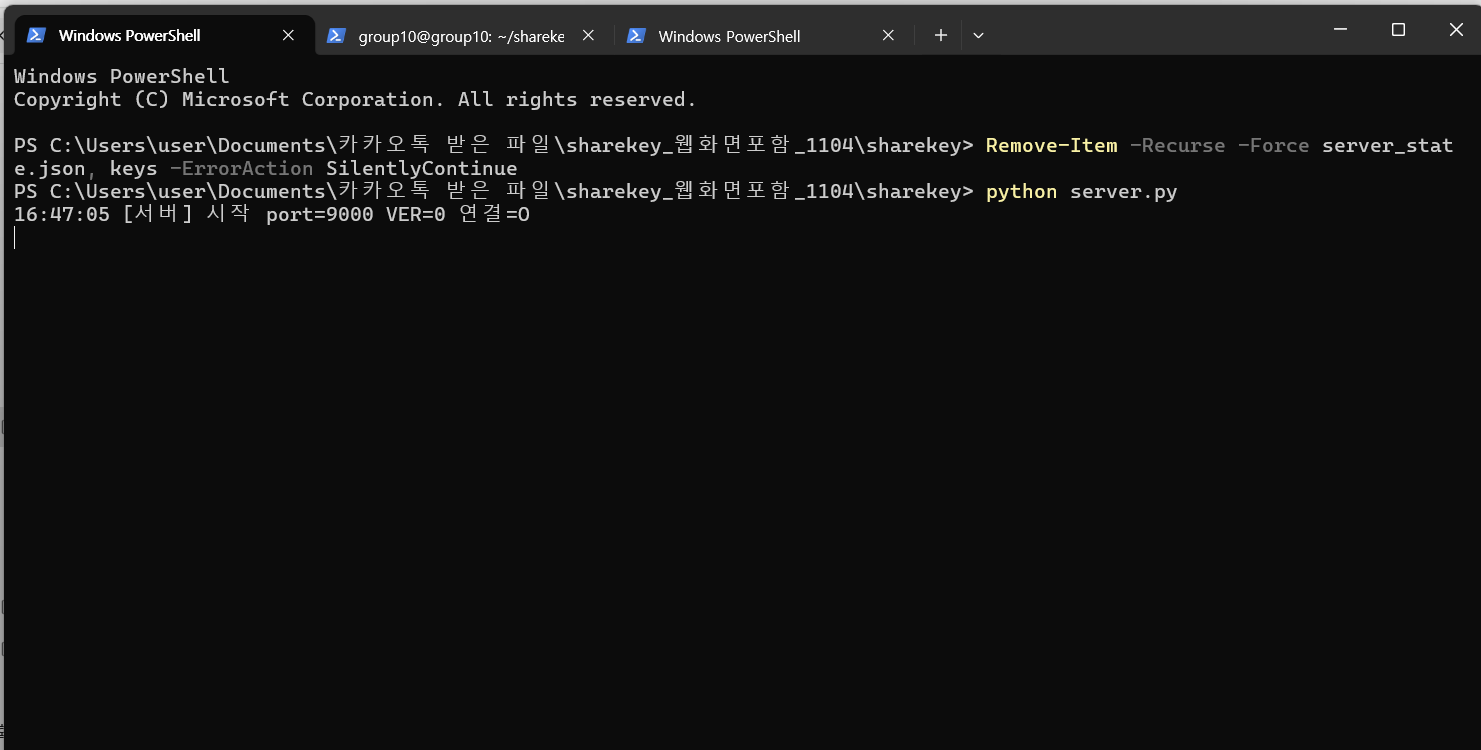 Windows PowerShell
group10@group10: ~/shareke
Windows PowerShell
Windows PowerShell
Copyright (C) Microsoft Corporation. All rights reserved.
PS C:\Users\user\Documents\카카오톡 받은 파일\sharekey_웹화면포함_1104\sharekey> Remove-Item -Recurse -Force server_stat
e.json, keys -ErrorAction SilentlyContinue
PS C:\Users\user\Documents\카카오톡 받은 파일\sharekey_웹화면포함_1104\sharekey> python server.py
16:47:05 [서버] 시작 port=9000 VER=0 연결=O